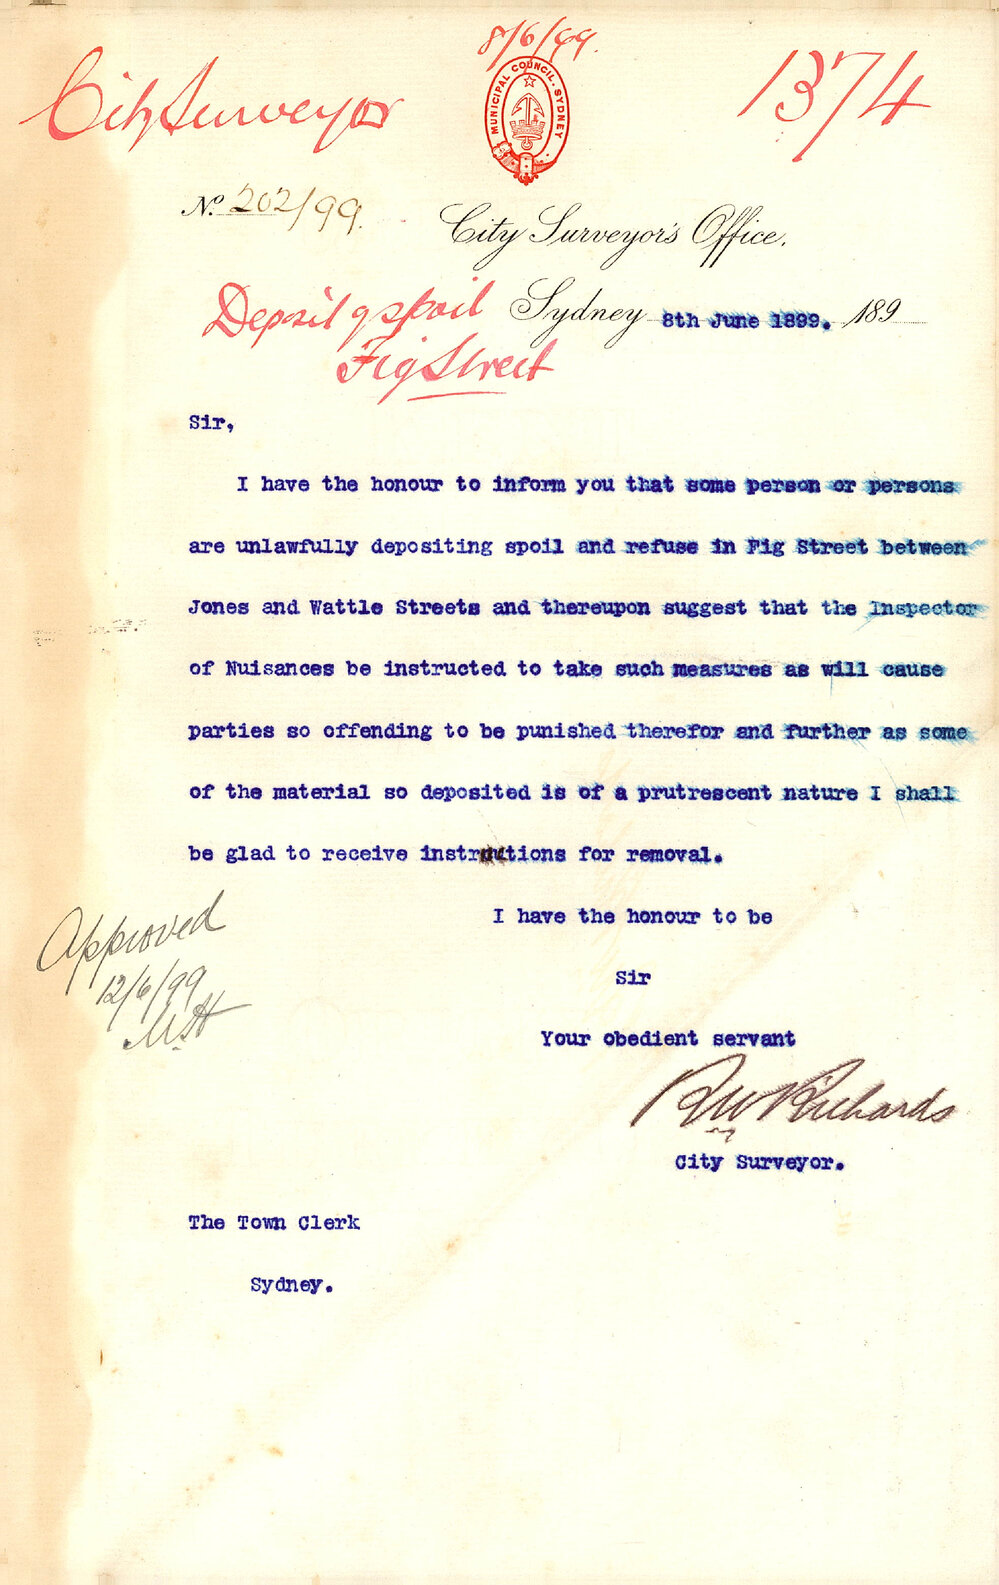 8/6/99.
City Surveyor
1374
MUNICIPAL COUNCIL. SYDNEY
No. 202/99.
City Surveyor's Office.
Deposit of spoil
Fig Street
Sydney 8th June 1899. 189
Sir,
I have the honour to inform you that some person or persons
are unlawfully depositing spoil and refuse in Fig Street between
Jones and Wattle Streets and thereupon suggest that the Inspector
of Nuisances be instructed to take such measures as will cause
parties so offending to be punished therefor and further as some
of the material so deposited is of a prutrescent nature I shall
be glad to receive instructions for removal.
I have the honour to be
Sir
Your obedient servant
Approved
12/6/99
RW Richards
City Surveyor.
The Town Clerk
Sydney.